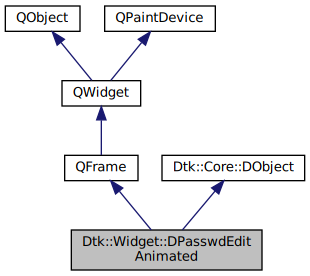 QObject
QPaintDevice
QWidget
QFrame
Dtk::Core::DObject
Dtk::Widget::DPasswdEdit
Animated